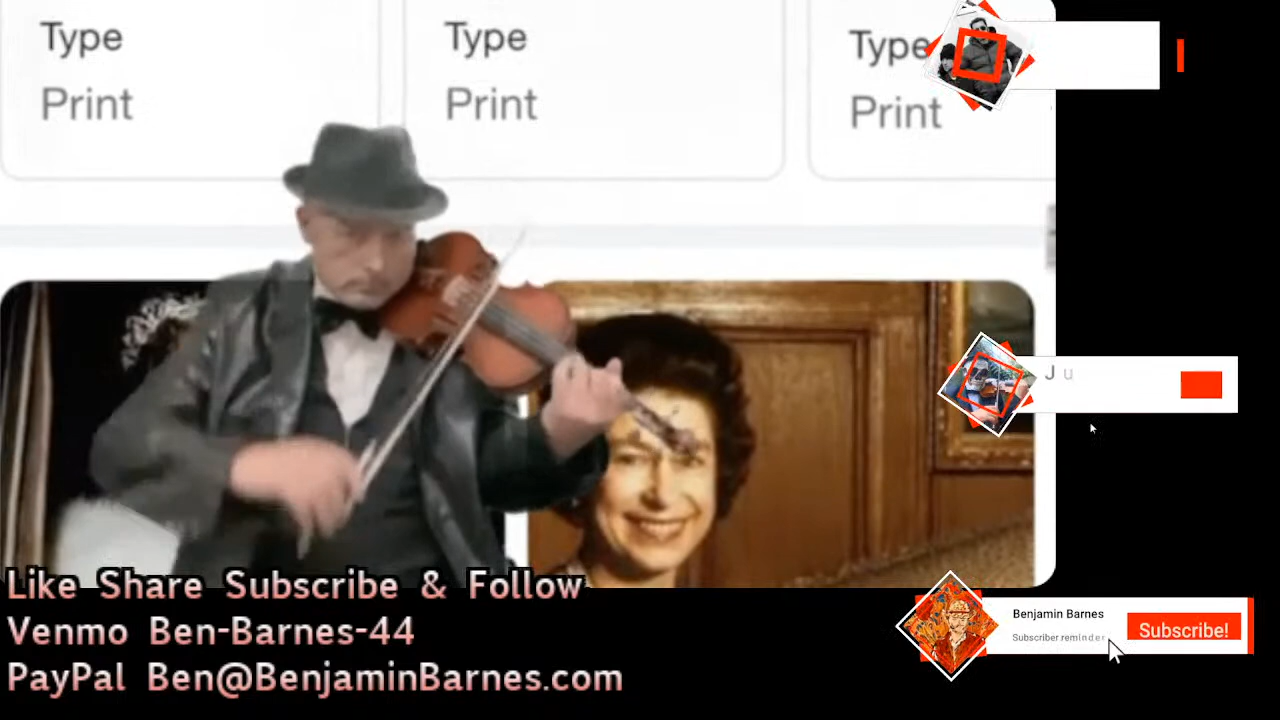 Type Type Type
Print Print Print
J u
Like Share Subscribe & Follow
Venmo Ben-Barnes-44
PayPal Ben@BenjaminBarnes.com
Benjamin Barnes
Subscriber reminder
Subscribe!